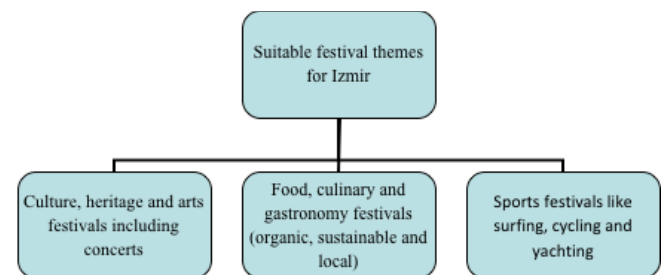 Suitable festival themes
for Izmir
Culture, heritage and arts
festivals including
concerts
Food, culinary and
gastronomy festivals
(organic, sustainable and
local)
Sports festivals like
surfing, cycling and
yachting